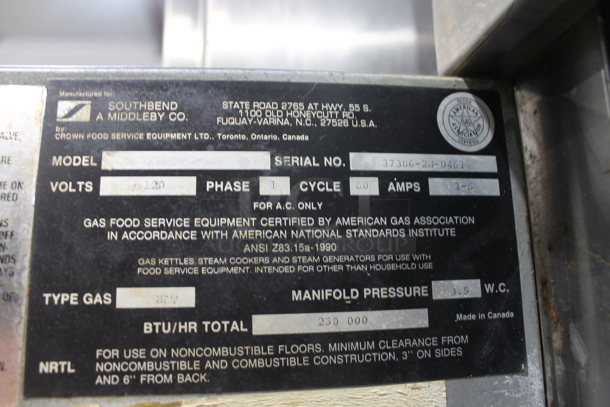 Manufactured for:
SOUTHBEND
A MIDDLEBY CO.
STATE ROAD 2765 AT HWY. 55 S.
1100 OLD HONEYCUTT RD.
FUQUAY-VARINA, N.C., 27526 U.S.A.
by:
CROWN FOOD SERVICE EQUIPMENT LTD., Toronto, Ontario, Canada
MODEL SERIAL NO.
VOLTS 120 PHASE 1 CYCLE 60 AMPS
FOR A.C. ONLY
GAS FOOD SERVICE EQUIPMENT CERTIFIED BY AMERICAN GAS ASSOCIATION
IN ACCORDANCE WITH AMERICAN NATIONAL STANDARDS INSTITUTE
ANSI Z83.15a-1990
GAS KETTLES, STEAM COOKERS AND STEAM GENERATORS FOR USE WITH
FOOD SERVICE EQUIPMENT. INTENDED FOR OTHER THAN HOUSEHOLD USE
TYPE GAS MANIFOLD PRESSURE 3.5 W.C.
BTU/HR TOTAL
Made in Canada
NRTL
FOR USE ON NONCOMBUSTIBLE FLOORS. MINIMUM CLEARANCE FROM
NONCOMBUSTIBLE AND COMBUSTIBLE CONSTRUCTION, 3" ON SIDES
AND 6" FROM BACK.